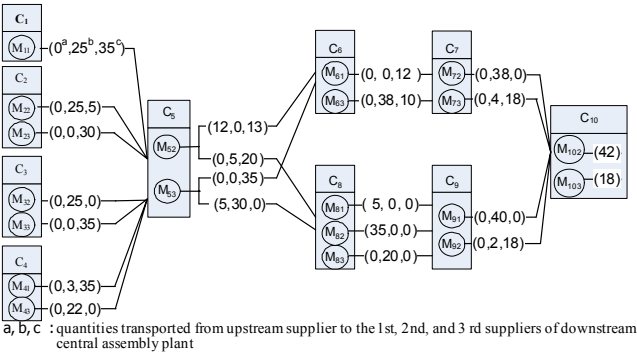 C1
M11 (0a,25b,35c)
C2
M22 (0,25,5)
M23 (0,0,30)
C3
M32 (0,25,0)
M33 (0,0,35)
C4
M41 (0,3,35)
M43 (0,22,0)
C5
M52 (12,0,13)
(0,5,20)
M53 (0,0,35)
(5,30,0)
C6
M61 (0, 0,12 )
M63 (0,38,10)
C7
M72 (0,38,0)
M73 (0,4,18)
C8
M81 ( 5, 0, 0)
M82 (35,0,0)
M83 (0,20,0)
C9
M91 (0,40,0)
M92 (0,2,18)
C10
M102 (42)
M103 (18)
a, b, c : quantities transported from upstream supplier to the 1st, 2nd, and 3 rd suppliers of downstream
central assembly plant